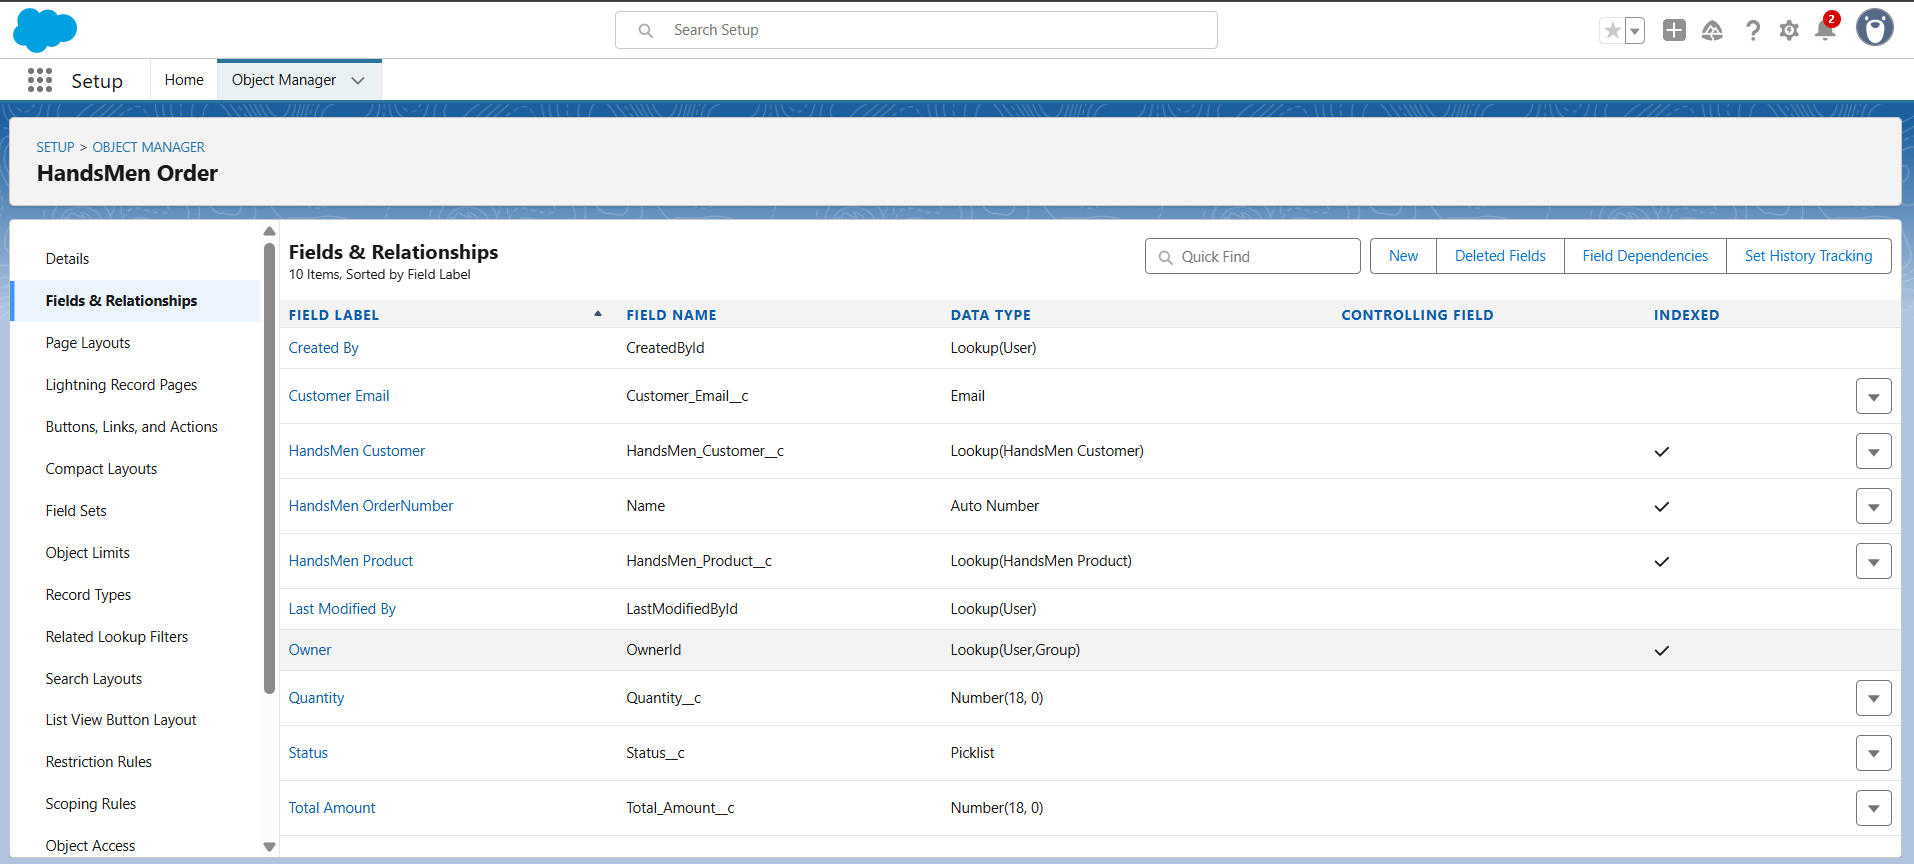 Search Setup
2
Setup
Home
Object Manager
SETUP > OBJECT MANAGER
HandsMen Order
Details
Fields & Relationships
Page Layouts
Lightning Record Pages
Buttons, Links, and Actions
Compact Layouts
Field Sets
Object Limits
Record Types
Related Lookup Filters
Search Layouts
List View Button Layout
Restriction Rules
Scoping Rules
Object Access
Fields & Relationships
10 Items, Sorted by Field Label
Quick Find
New
Deleted Fields
Field Dependencies
Set History Tracking
FIELD LABEL FIELD NAME DATA TYPE CONTROLLING FIELD INDEXED
Created By CreatedById Lookup(User)
Customer Email Customer_Email__c Email
HandsMen Customer HandsMen_Customer__c Lookup(HandsMen Customer)
HandsMen OrderNumber Name Auto Number
HandsMen Product HandsMen_Product__c Lookup(HandsMen Product)
Last Modified By LastModifiedById Lookup(User)
Owner OwnerId Lookup(User,Group)
Quantity Quantity__c Number(18, 0)
Status Status__c Picklist
Total Amount Total_Amount__c Number(18, 0)